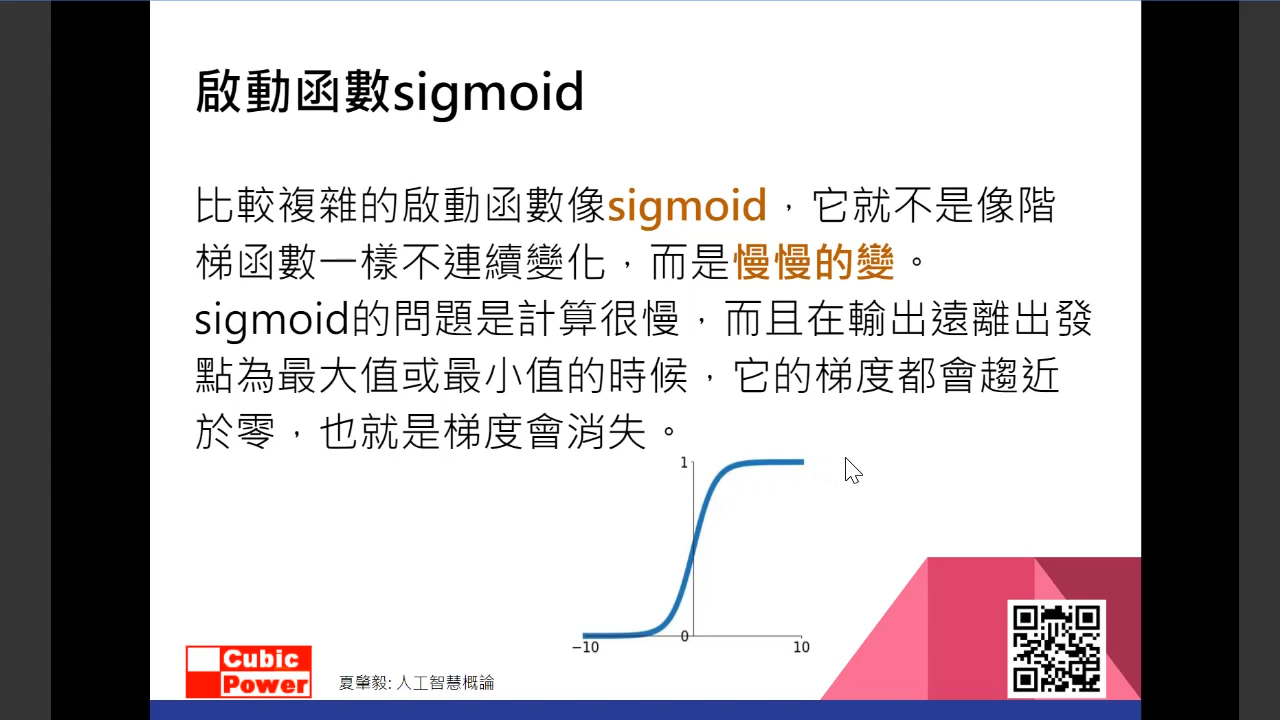 啟動函數sigmoid
比較複雜的啟動函數像sigmoid，它就不是像階
梯函數一樣不連續變化，而是慢慢的變。
sigmoid的問題是計算很慢，而且在輸出遠離出發
點為最大值或最小值的時候，它的梯度都會趨近
於零，也就是梯度會消失。
1
0
−10
10
Cubic
Power
夏肇毅: 人工智慧概論